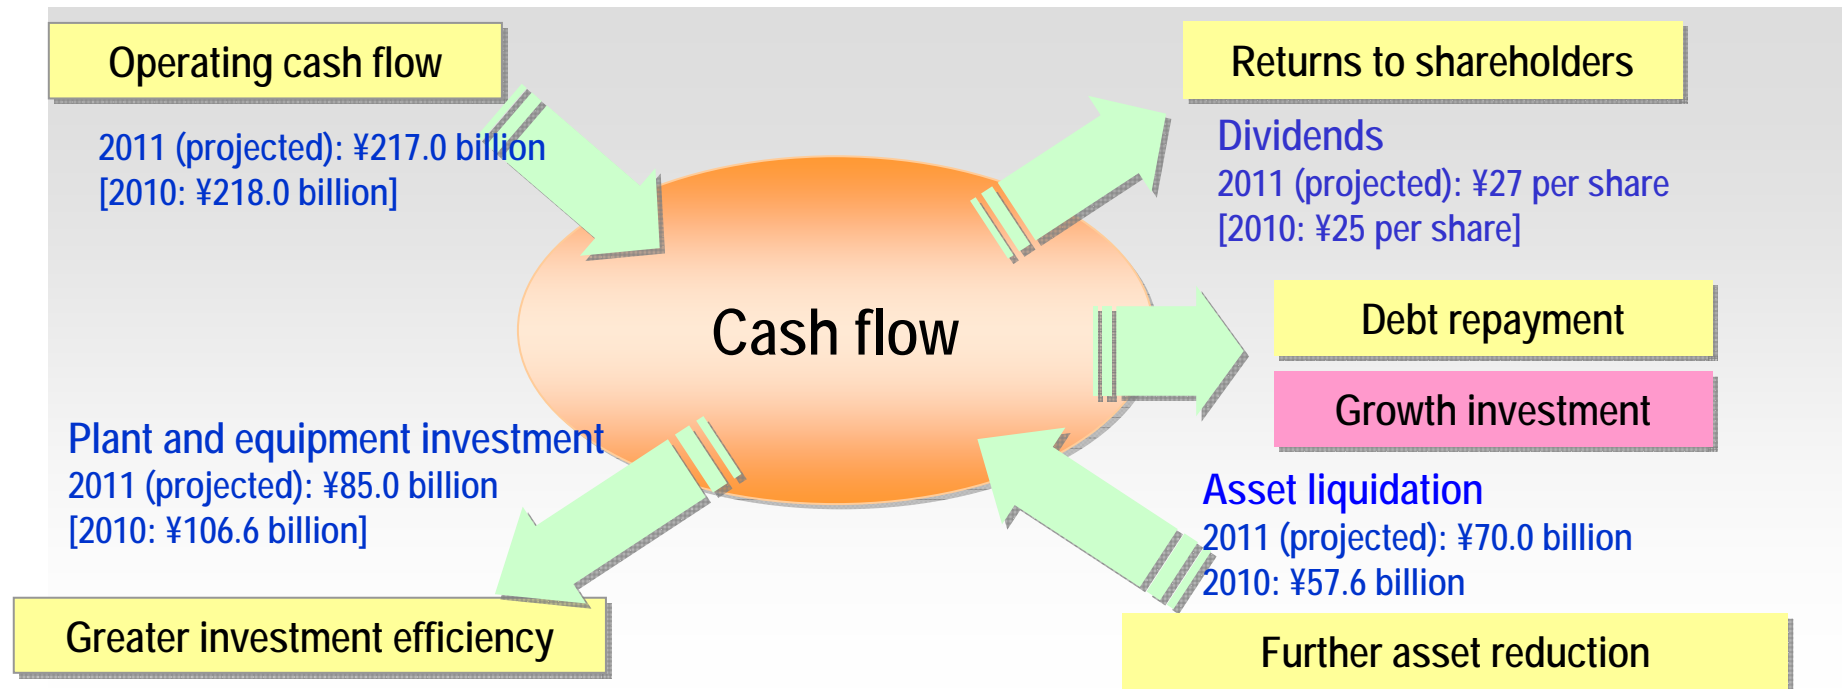 Operating cash flow
2011 (projected): ¥217.0 billion
[2010: ¥218.0 billion]
Returns to shareholders
Dividends
2011 (projected): ¥27 per share
[2010: ¥25 per share]
Cash flow
Debt repayment
Growth investment
Plant and equipment investment
2011 (projected): ¥85.0 billion
[2010: ¥106.6 billion]
Greater investment efficiency
Asset liquidation
2011 (projected): ¥70.0 billion
2010: ¥57.6 billion
Further asset reduction